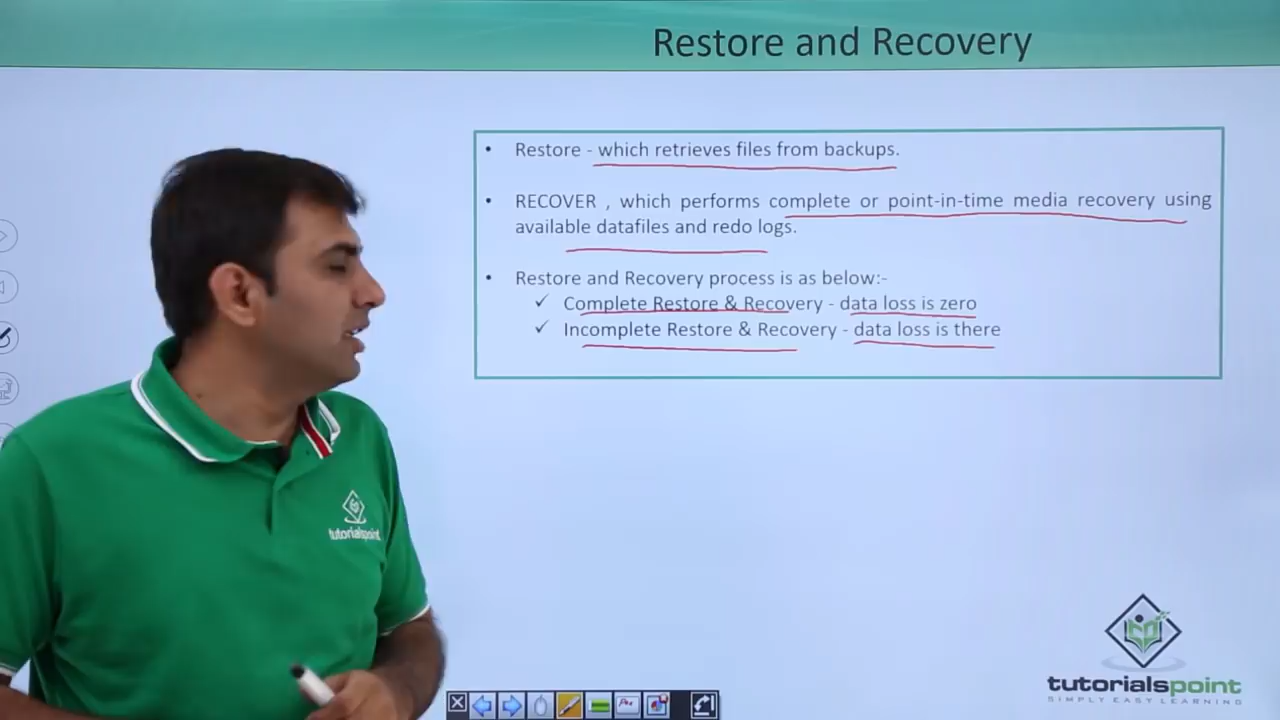 Restore and Recovery
• Restore - which retrieves files from backups.
• RECOVER , which performs complete or point-in-time media recovery using
available datafiles and redo logs.
• Restore and Recovery process is as below:-
✓ Complete Restore & Recovery - data loss is zero
✓ Incomplete Restore & Recovery - data loss is there
tutorialspoint
tutorialspoint
SIMPLY EASY LEARNING